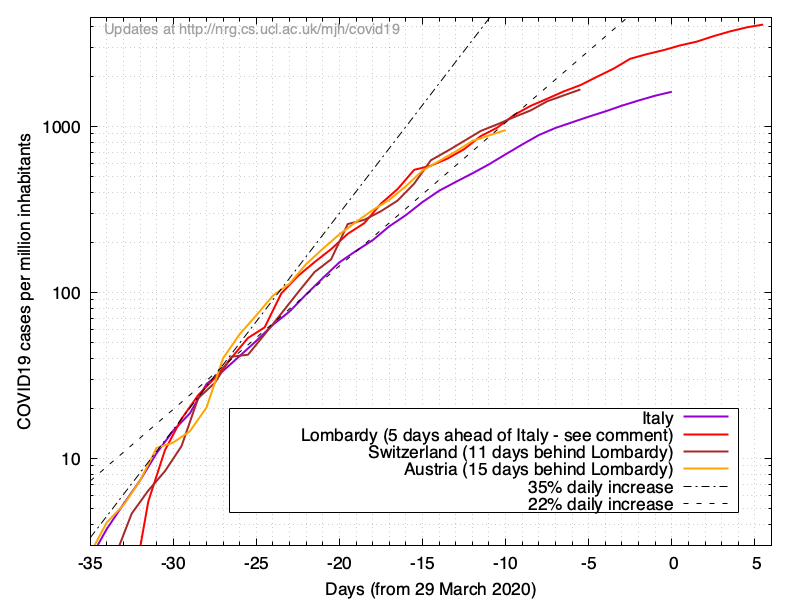 Updates at http://nrg.cs.ucl.ac.uk/mjh/covid19
COVID19 cases per million inhabitants
1000
100
10
Italy
Lombardy (5 days ahead of Italy - see comment)
Switzerland (11 days behind Lombardy)
Austria (15 days behind Lombardy)
35% daily increase
22% daily increase
-35 -30 -25 -20 -15 -10 -5 0 5
Days (from 29 March 2020)